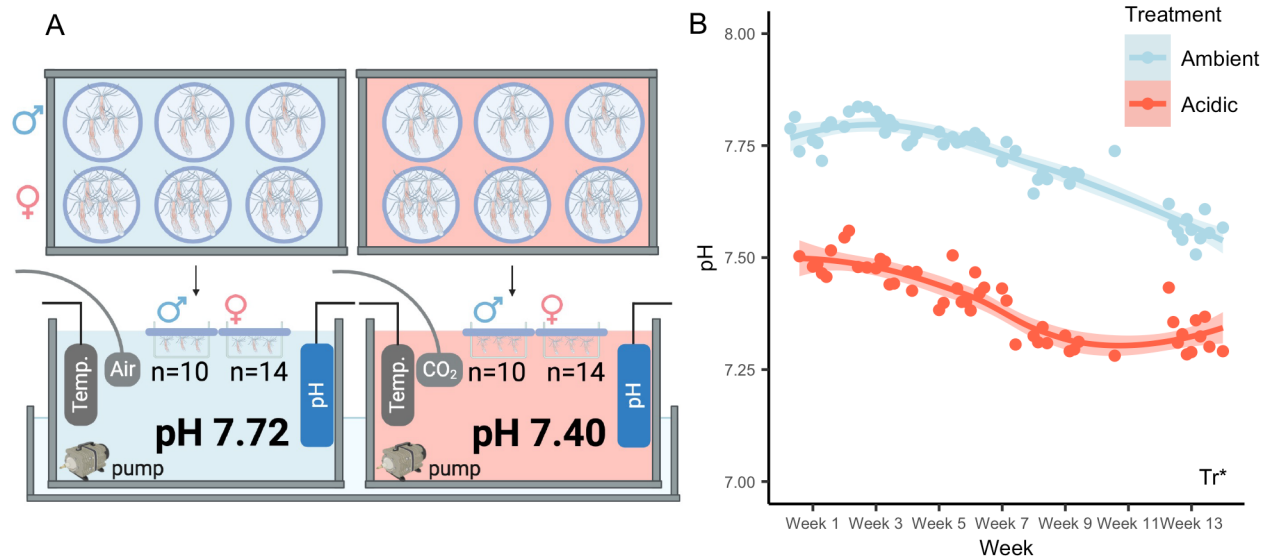 A
♂
♀
♂ ♀
Temp.
Air
n=10 n=14
pH
pH 7.72
pump
♂ ♀
Temp.
CO₂
n=10 n=14
pH
pH 7.40
pump
B
Treatment
Ambient
Acidic
8.00
7.75
7.50
7.25
7.00
pH
Tr*
Week 1 Week 3 Week 5 Week 7 Week 9 Week 11 Week 13
Week